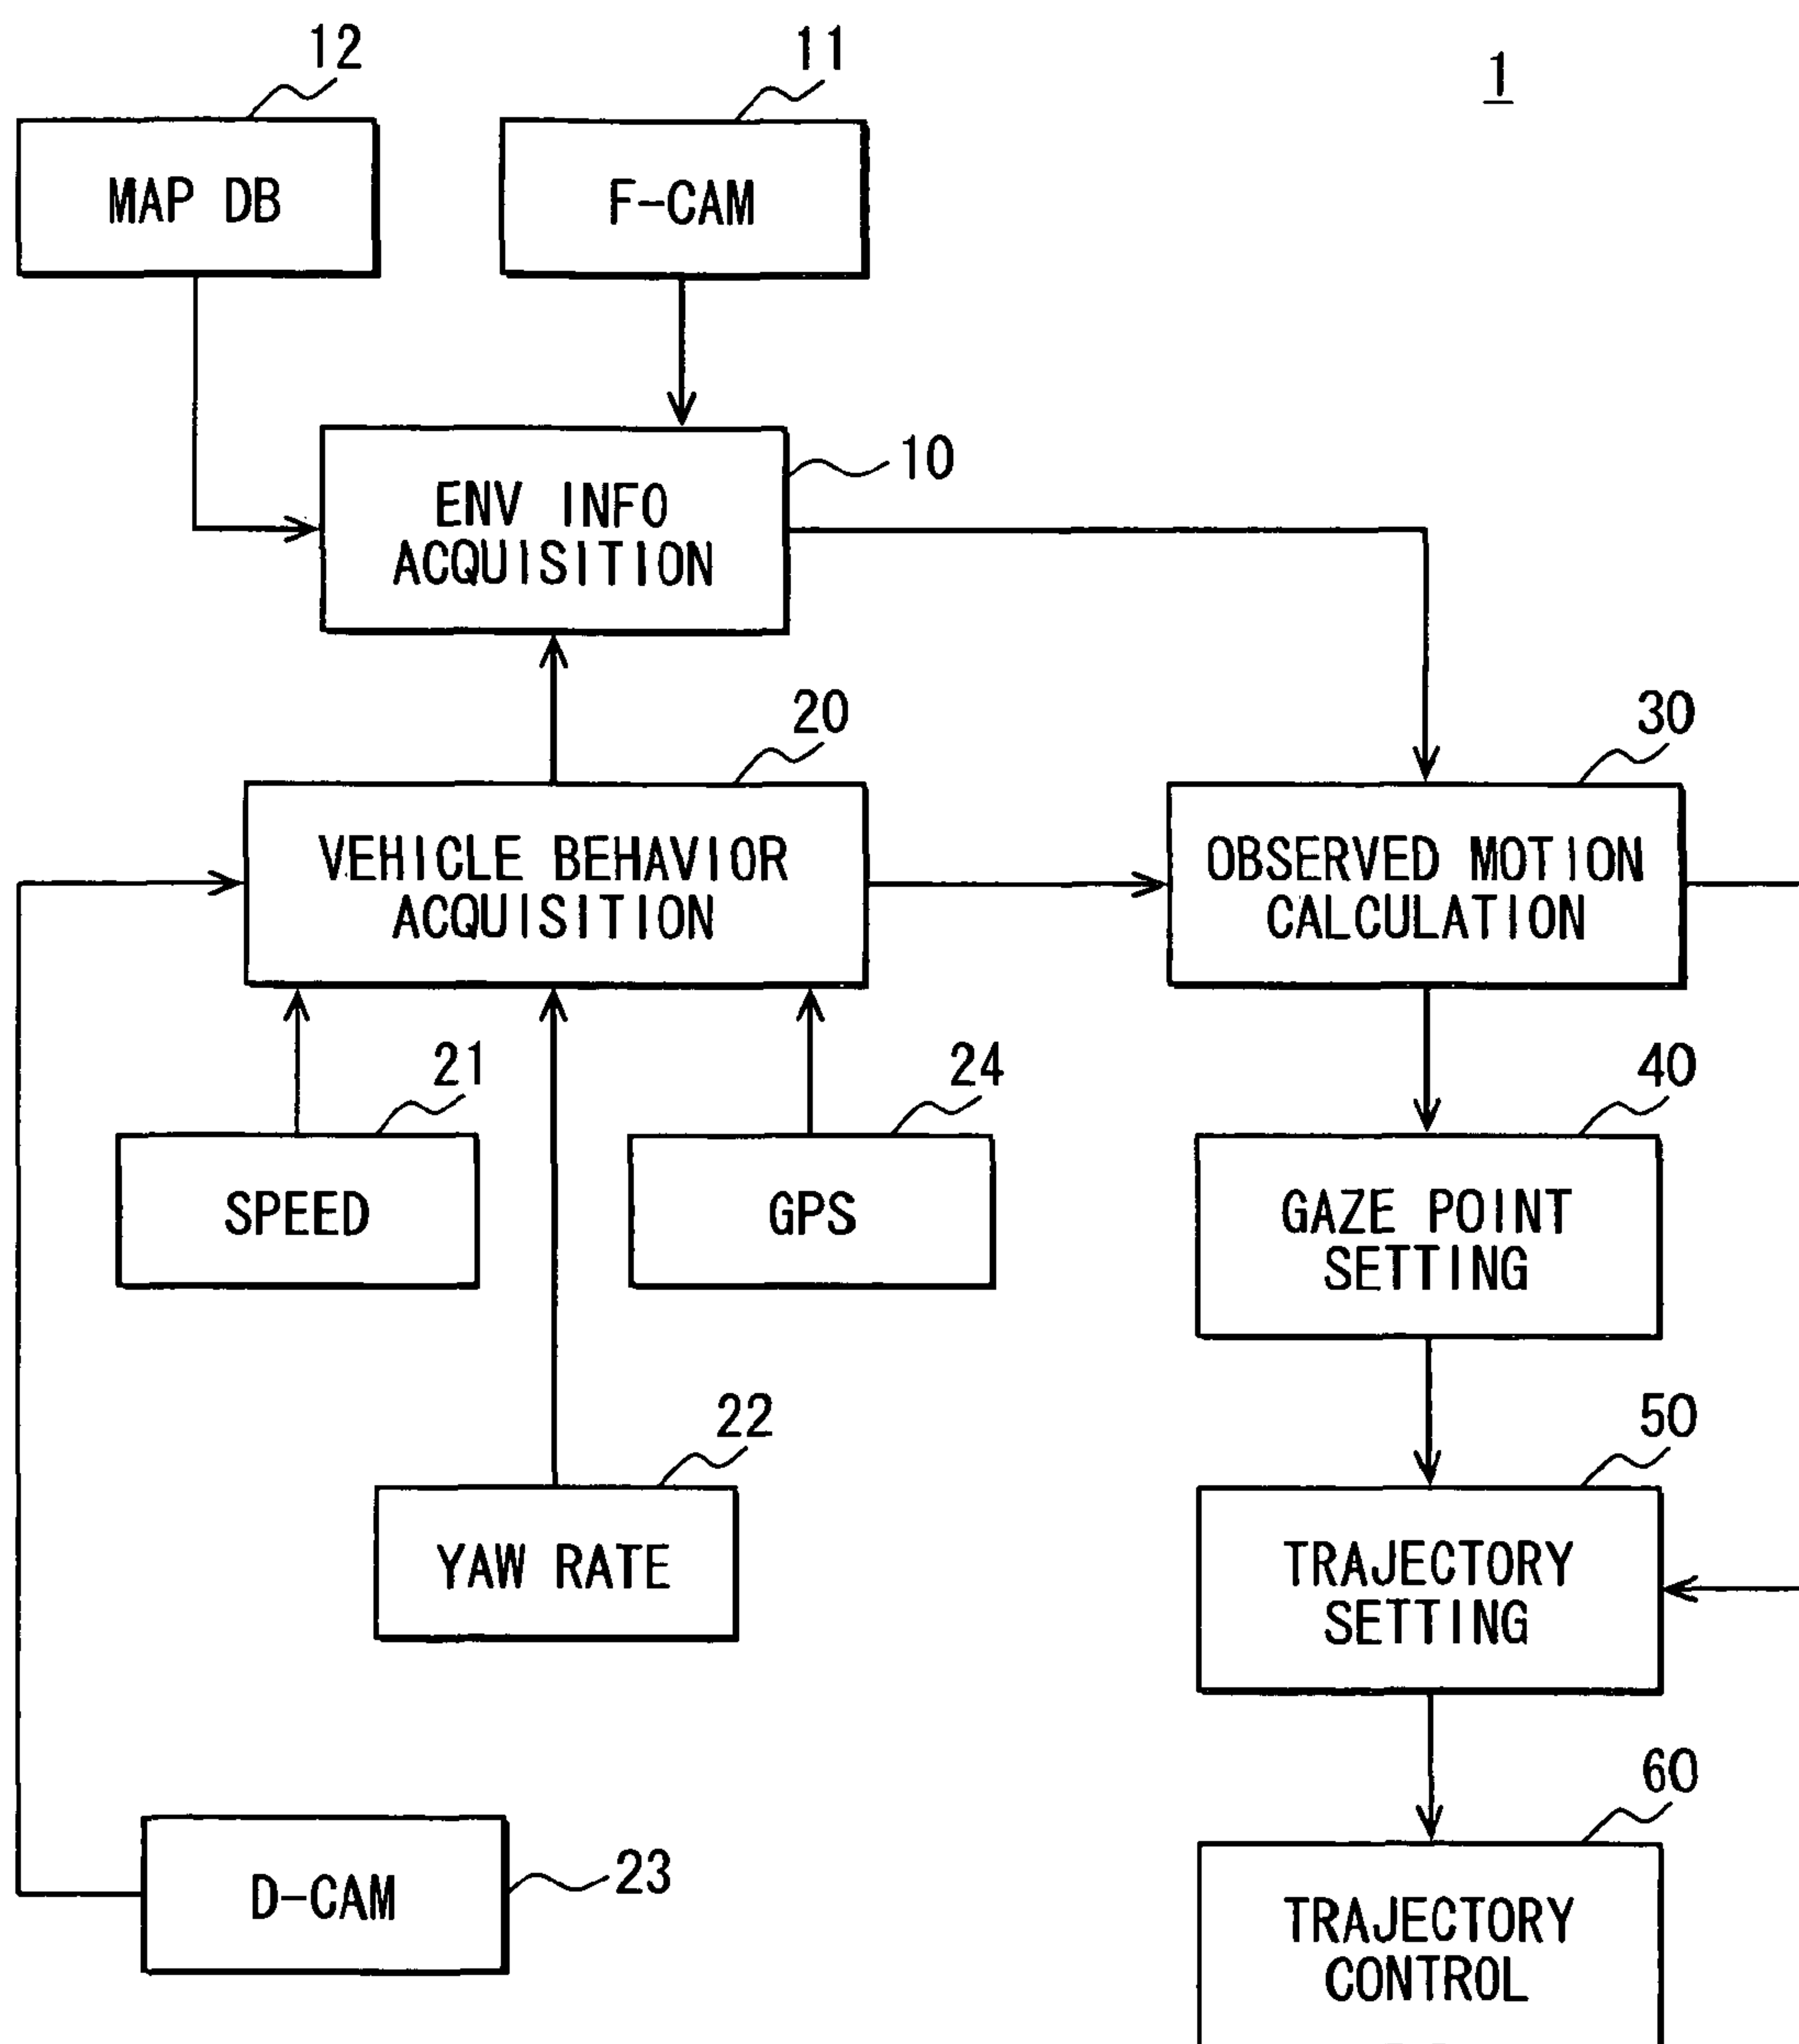 12
11
1
MAP DB
F-CAM
10
ENV INFO
ACQUISITION
20
30
VEHICLE BEHAVIOR
ACQUISITION
OBSERVED MOTION
CALCULATION
21
24
40
SPEED
GPS
GAZE POINT
SETTING
22
50
YAW RATE
TRAJECTORY
SETTING
60
D-CAM
23
TRAJECTORY
CONTROL